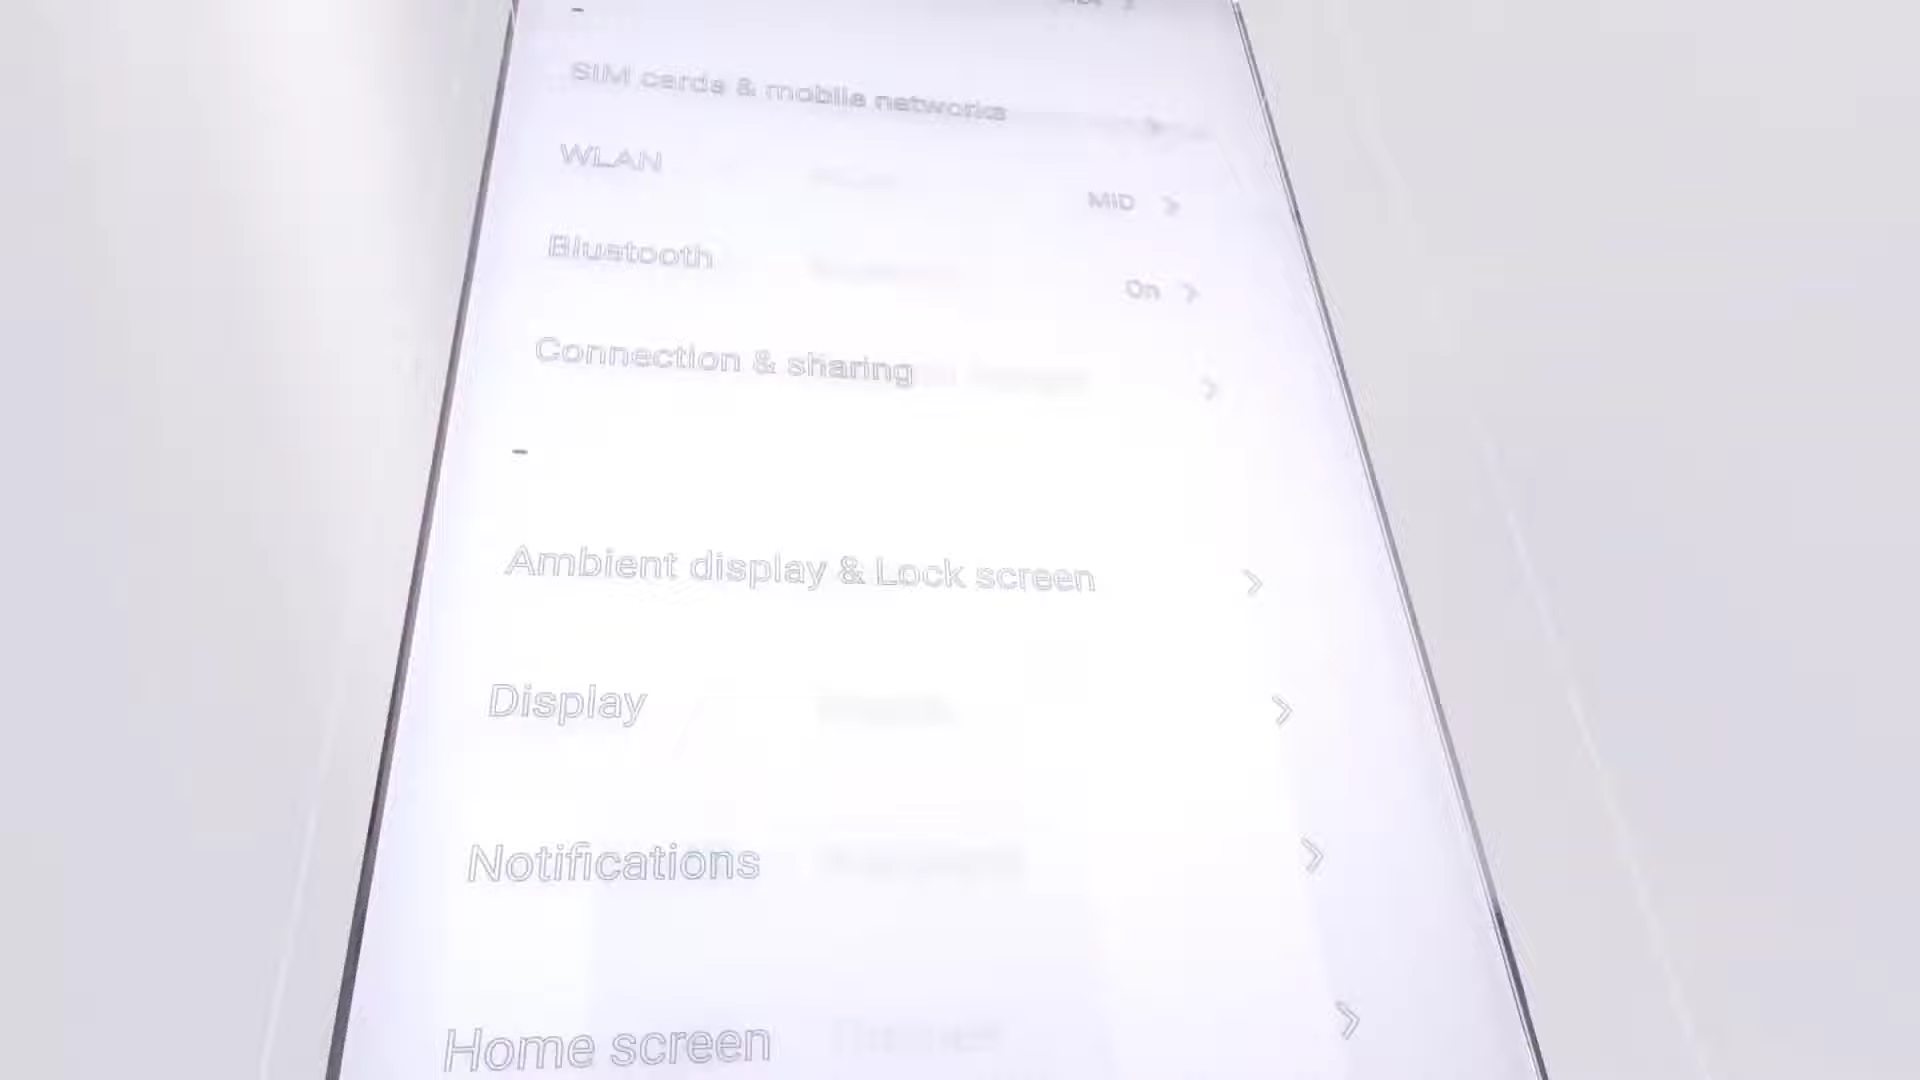 SIM cards & mobile networks
WLAN
MID
Bluetooth
On
Connection & sharing
Ambient display & Lock screen
Display
Notifications
Home screen